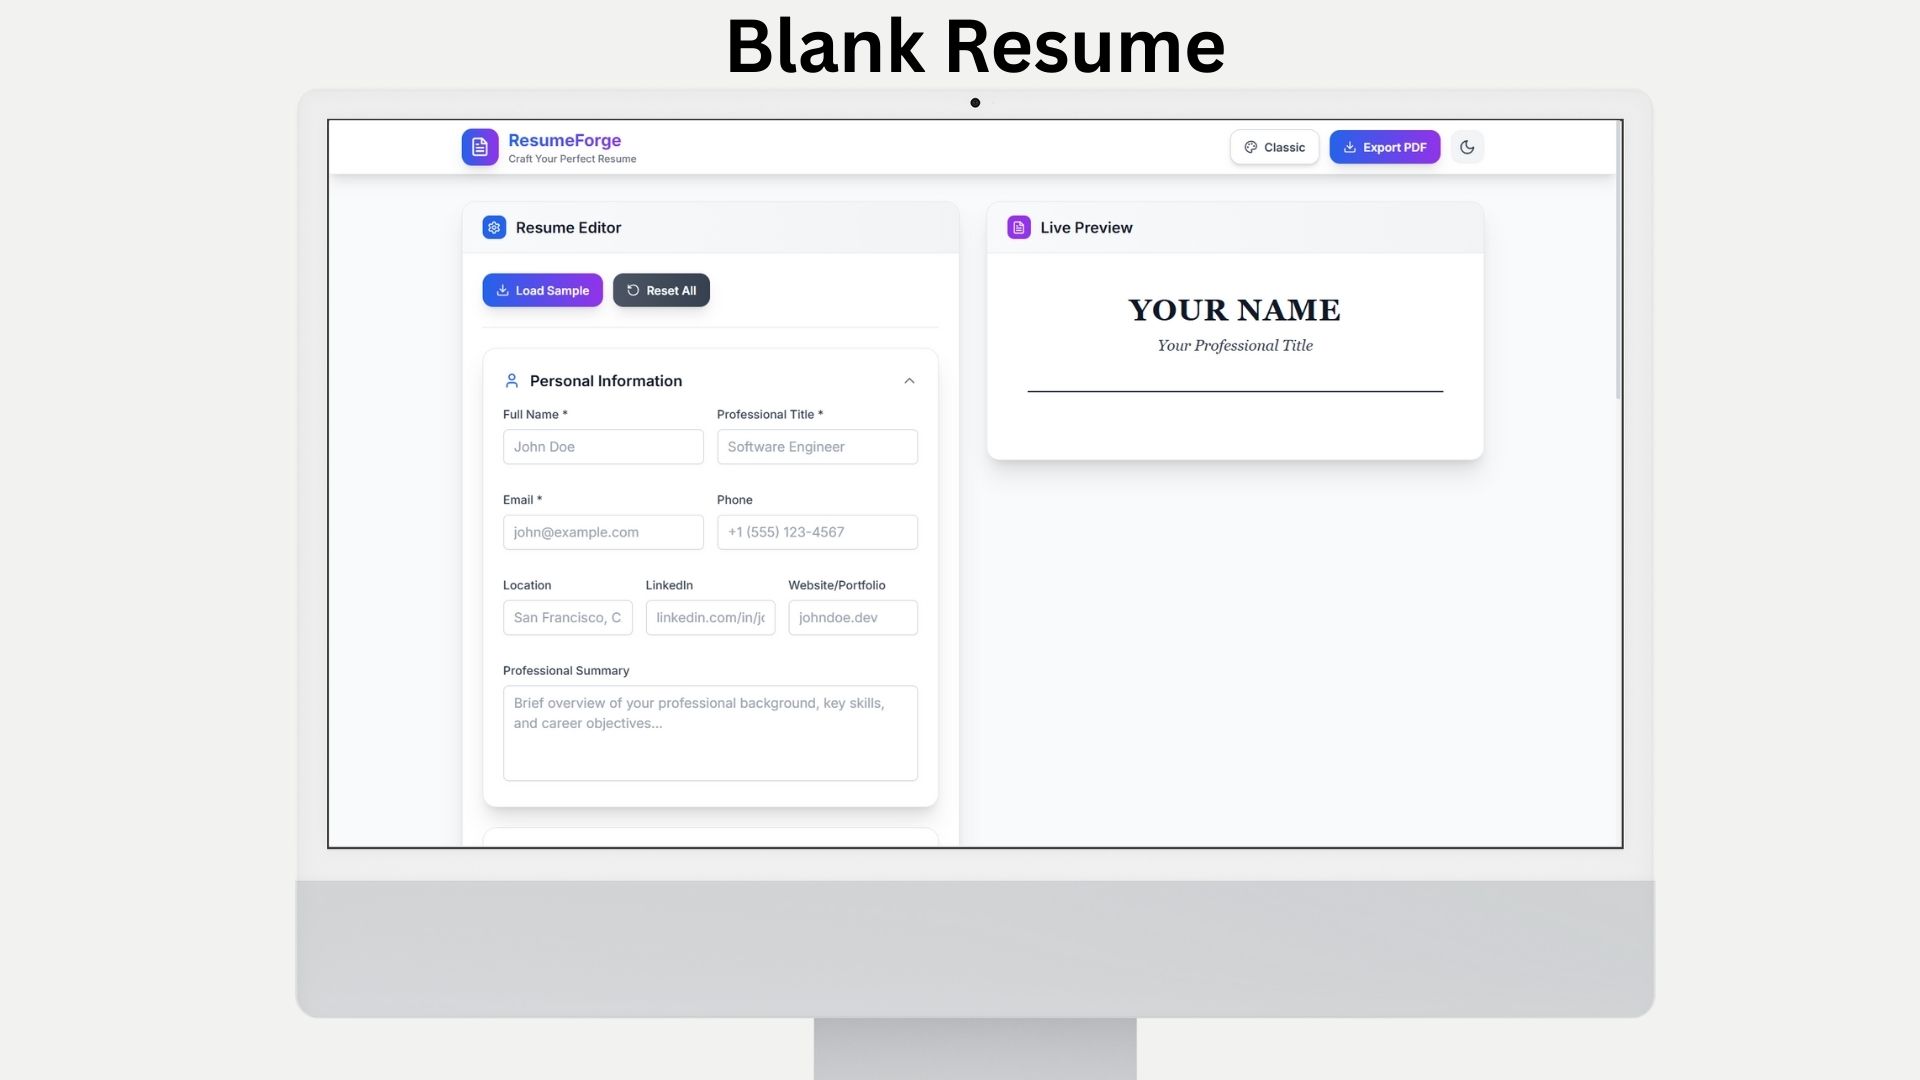 Blank Resume
ResumeForge
Craft Your Perfect Resume
Classic
Export PDF
Resume Editor
Load Sample
Reset All
Personal Information
Full Name *
Professional Title *
John Doe
Software Engineer
Email *
Phone
john@example.com
+1 (555) 123-4567
Location
LinkedIn
Website/Portfolio
San Francisco, C
linkedin.com/in/jo
johndoe.dev
Professional Summary
Brief overview of your professional background, key skills,
and career objectives...
Live Preview
YOUR NAME
Your Professional Title